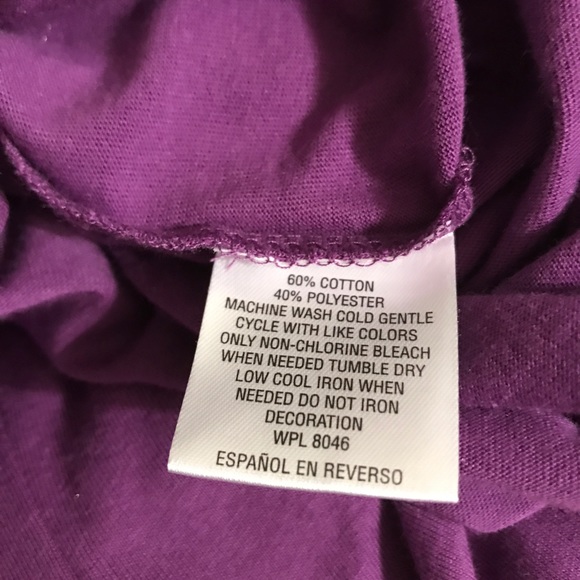 60% COTTON
40% POLYESTER
MACHINE WASH COLD GENTLE
CYCLE WITH LIKE COLORS
ONLY NON-CHLORINE BLEACH
WHEN NEEDED TUMBLE DRY
LOW COOL IRON WHEN
NEEDED DO NOT IRON
DECORATION
WPL 8046
ESPAÑOL EN REVERSO